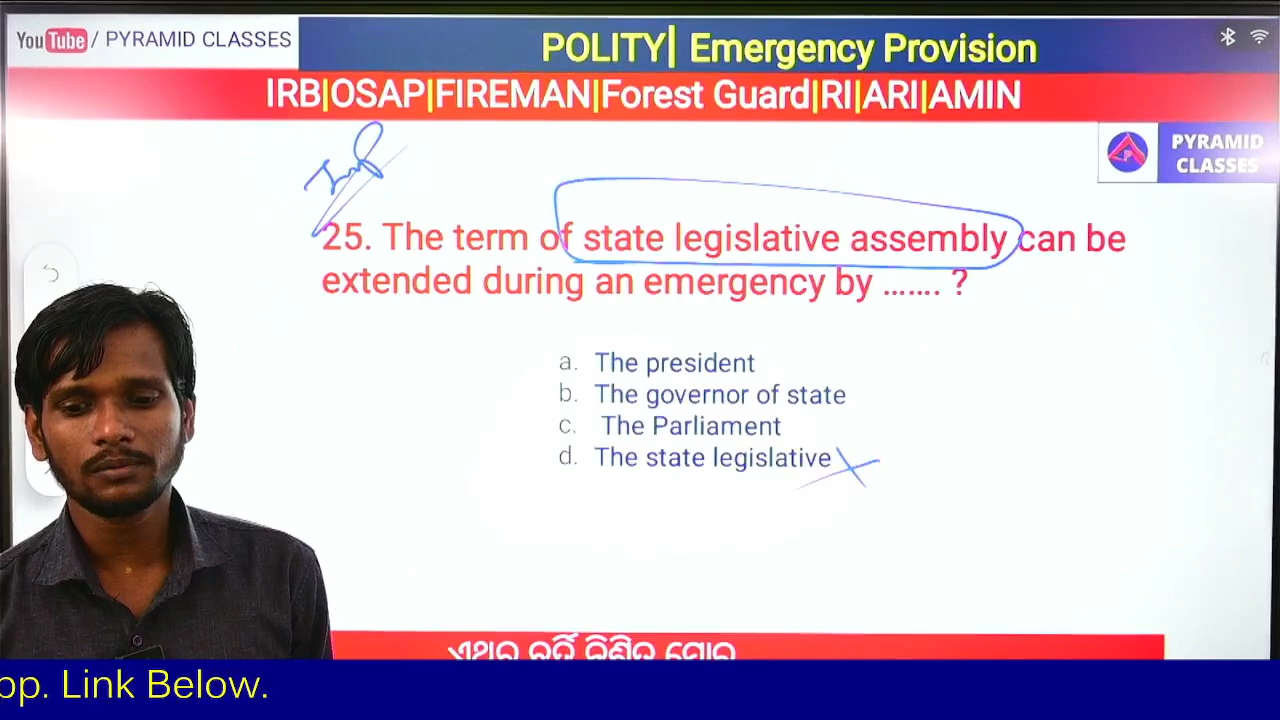 YouTube / PYRAMID CLASSES
POLITY| Emergency Provision
IRB|OSAP|FIREMAN|Forest Guard|RI|ARI|AMIN
PYRAMID
CLASSES
Imp
25. The term of state legislative assembly can be
extended during an emergency by ....... ?
a. The president
b. The governor of state
c. The Parliament
d. The state legislative
pp. Link Below.